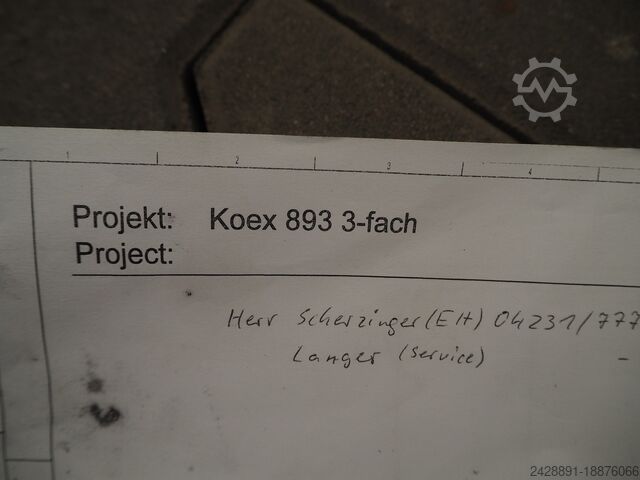 1 2 3 4
Projekt: Koex 893 3-fach
Project:
Herr Scherzinger (EH) 04231/777
Langer (Service) -
2428891-18876066